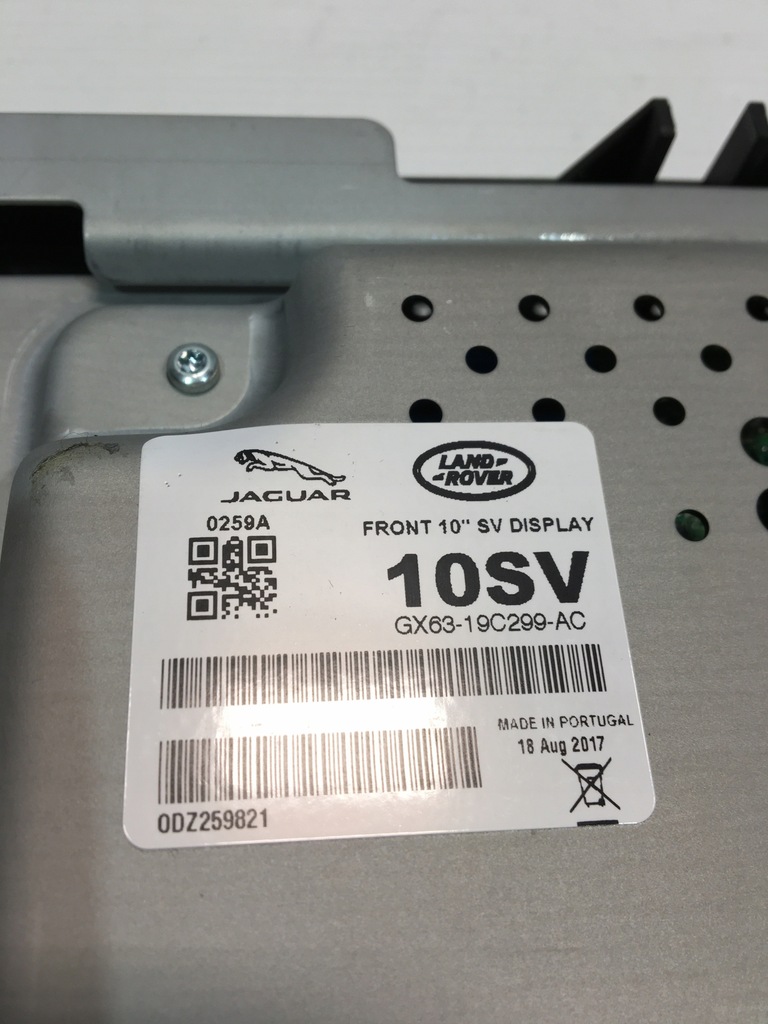 JAGUAR
LAND-
-ROVER
0259A
FRONT 10" SV DISPLAY
10SV
GX63-19C299-AC
MADE IN PORTUGAL
18 Aug 2017
0DZ259821